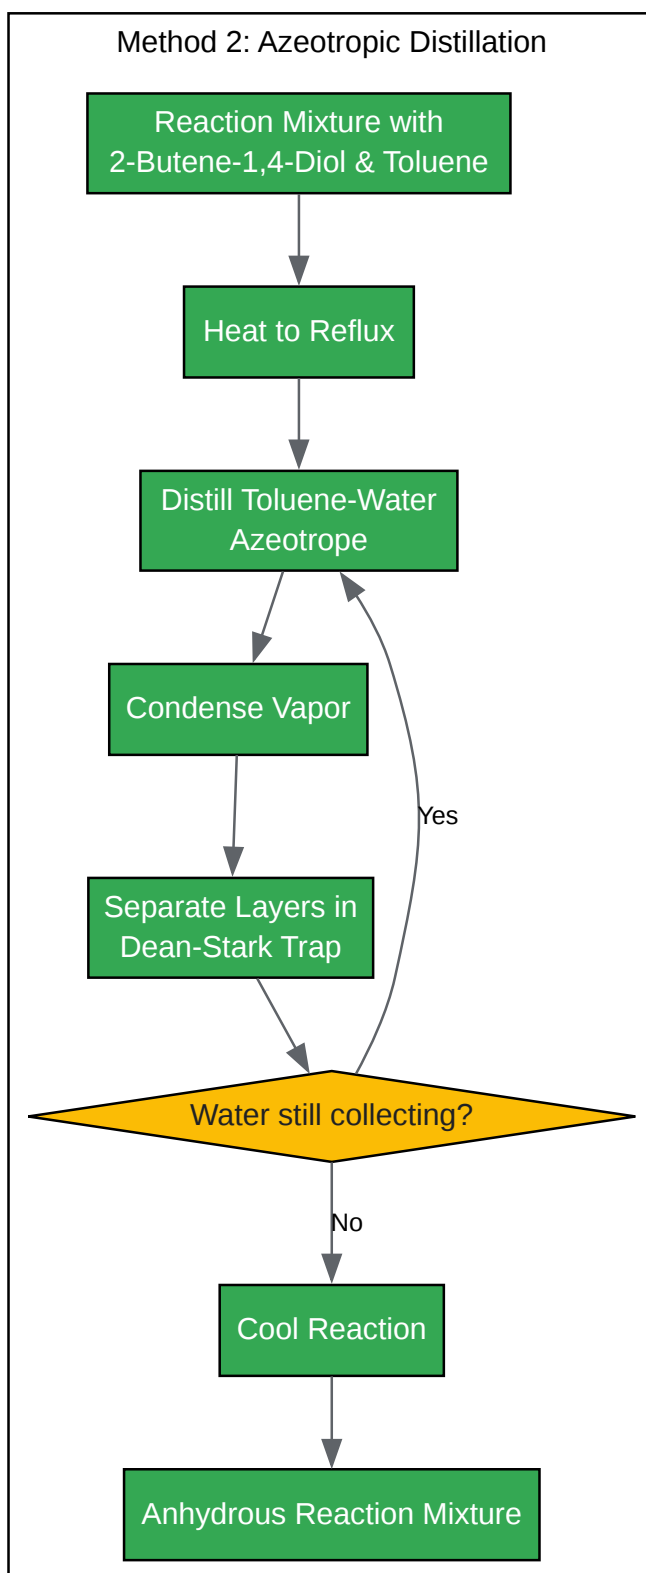 Method 2: Azeotropic Distillation
Reaction Mixture with
2-Butene-1,4-Diol & Toluene
Heat to Reflux
Distill Toluene-Water
Azeotrope
Condense Vapor
Yes
Separate Layers in
Dean-Stark Trap
Water still collecting?
No
Cool Reaction
Anhydrous Reaction Mixture